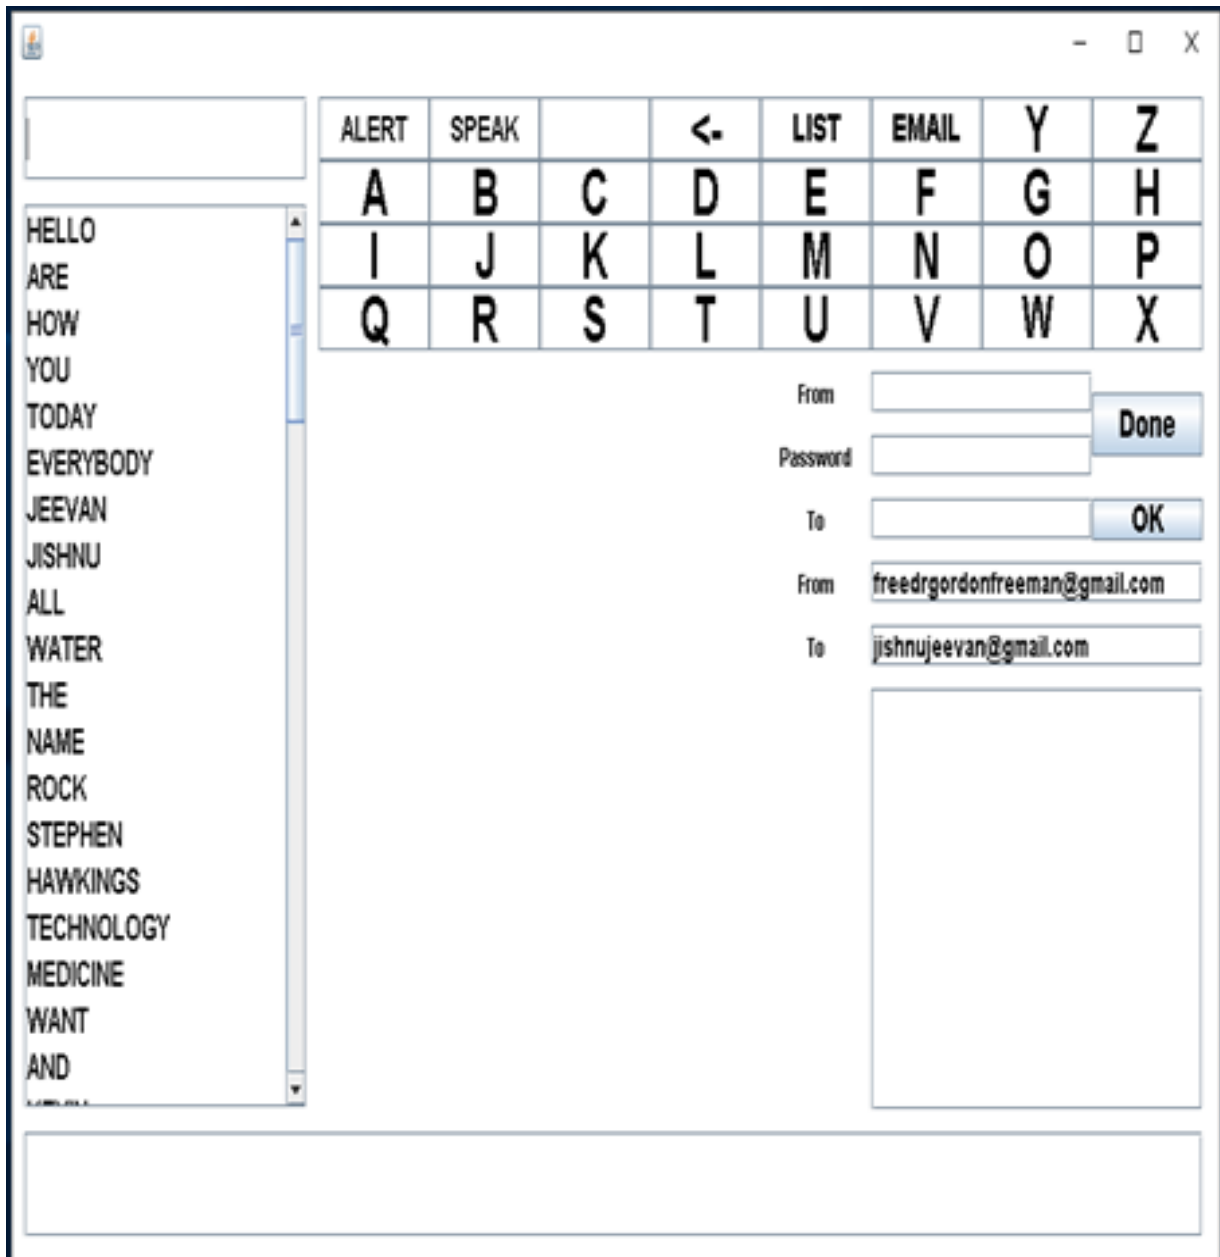 ALERT SPEAK <- LIST EMAIL Y Z
A B C D E F G H
I J K L M N O P
Q R S T U V W X
HELLO
ARE
HOW
YOU
TODAY
EVERYBODY
JEEVAN
JISHNU
ALL
WATER
THE
NAME
ROCK
STEPHEN
HAWKINGS
TECHNOLOGY
MEDICINE
WANT
AND
From
Done
Password
To
OK
From freedrgordonfreeman@gmail.com
To jishnujeevan@gmail.com